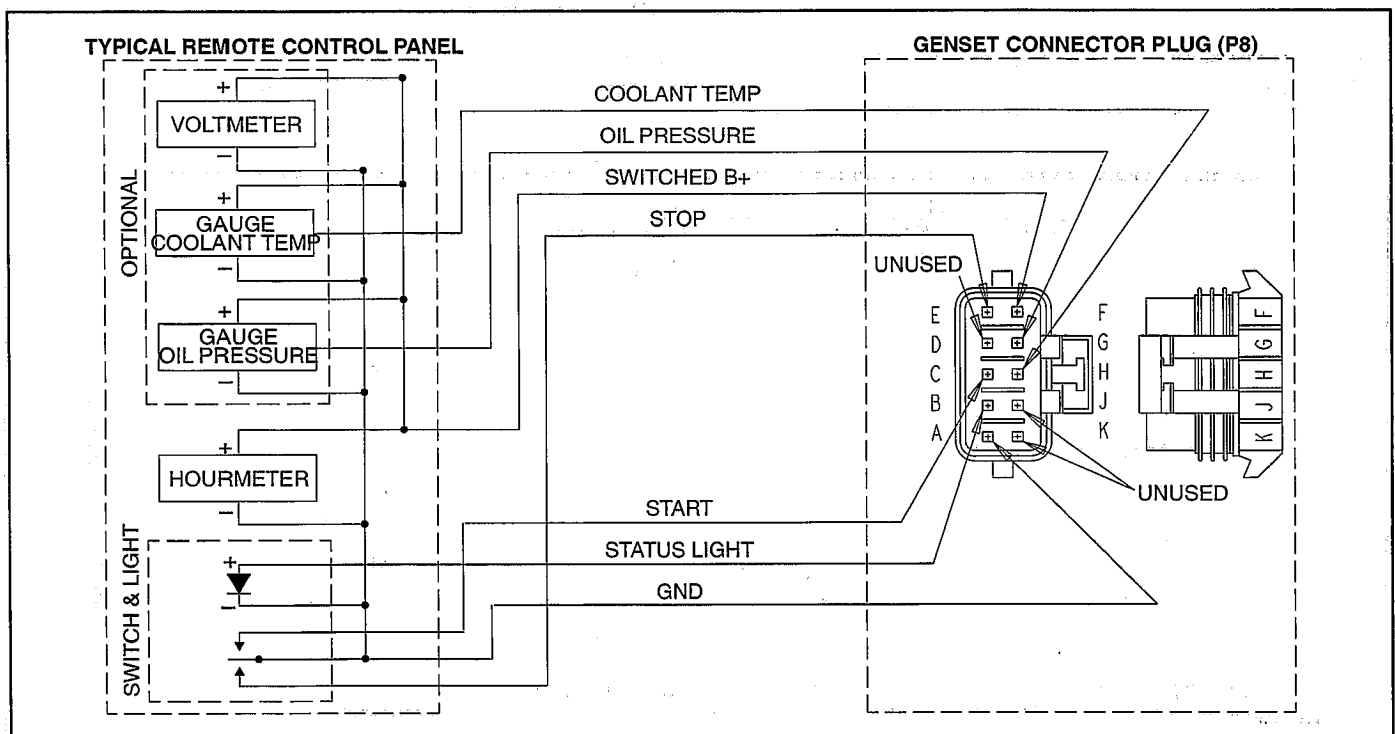 TYPICAL REMOTE CONTROL PANEL
GENSET CONNECTOR PLUG (P8)
OPTIONAL
+
VOLTMETER
−
+
GAUGE
COOLANT TEMP
−
+
GAUGE
OIL PRESSURE
−
+
HOURMETER
−
SWITCH & LIGHT
+
−
COOLANT TEMP
OIL PRESSURE
SWITCHED B+
STOP
START
STATUS LIGHT
GND
UNUSED
E
D
C
B
A
F
G
H
J
K
UNUSED
F
G
H
J
K